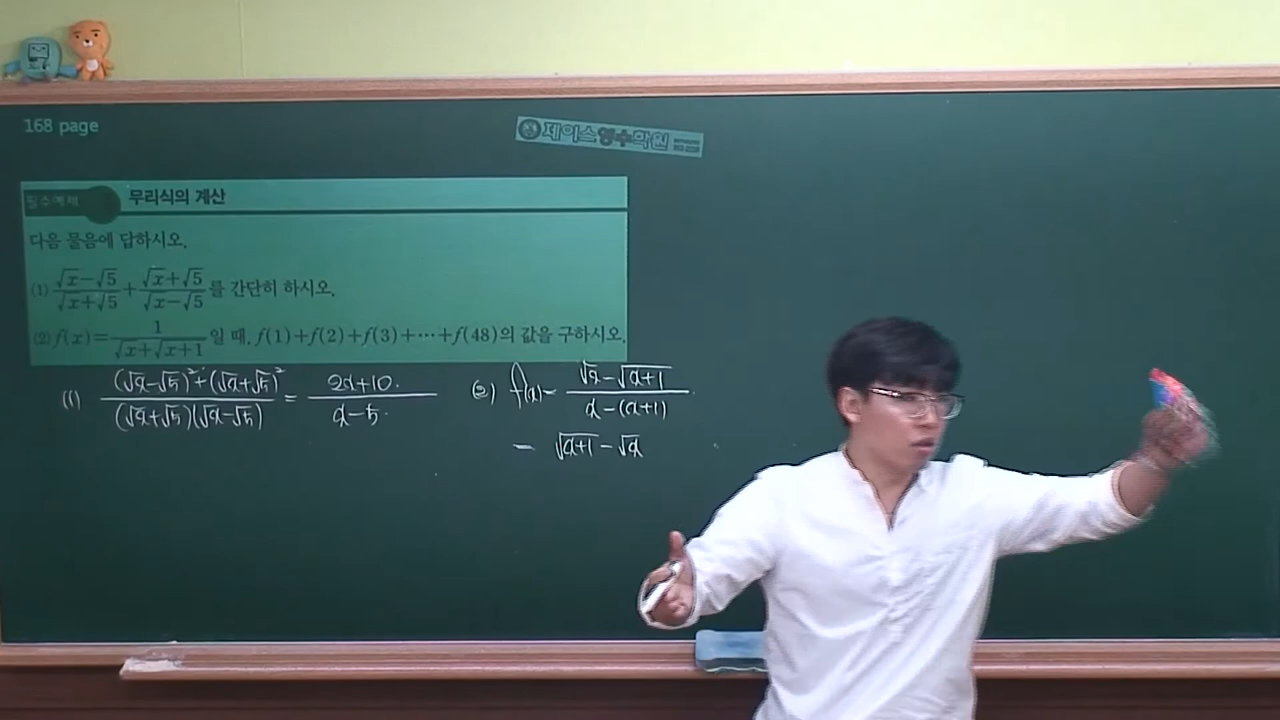 168 page
제이스영수학원
필수예제 무리식의 계산
다음 물음에 답하시오.
(1) (√x−√5)/(√x+√5) + (√x+√5)/(√x−√5) 를 간단히 하시오.
(2) f(x)=1/(√x+√(x+1)) 일 때, f(1)+f(2)+f(3)+⋯+f(48)의 값을 구하시오.
(1) ((√x−√5)²+(√x+√5)²)/((√x+√5)(√x−√5)) = (2x+10)/(x−5)
(2) f(x)= (√x−√(x+1))/(x−(x+1))
= √(x+1)−√x